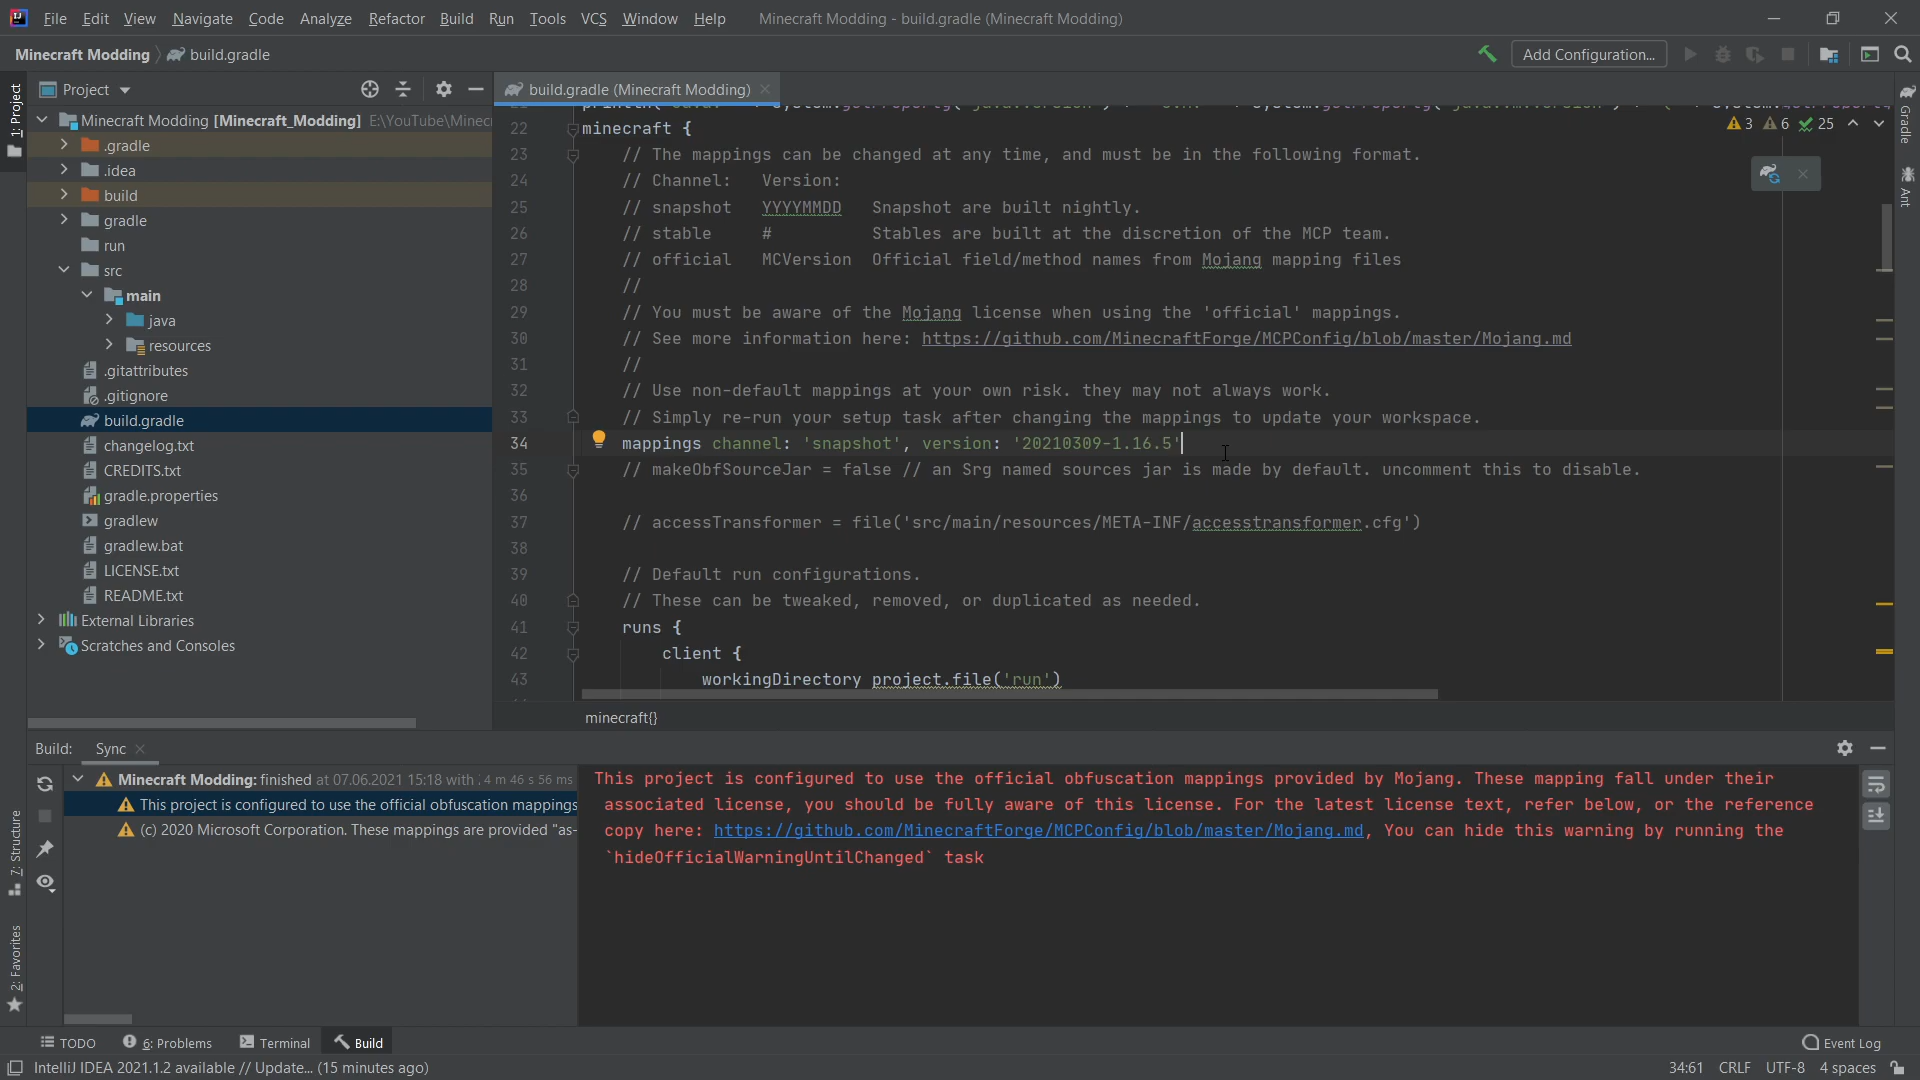 File Edit View Navigate Code Analyze Refactor Build Run Tools VCS Window Help Minecraft Modding - build.gradle (Minecraft Modding)
Minecraft Modding build.gradle Add Configuration...
1: Project
Project
build.gradle (Minecraft Modding)
Minecraft Modding [Minecraft_Modding] E:\YouTube\Minec
.gradle
.idea
build
gradle
run
src
main
java
resources
.gitattributes
.gitignore
build.gradle
changelog.txt
CREDITS.txt
gradle.properties
gradlew
gradlew.bat
LICENSE.txt
README.txt
External Libraries
Scratches and Consoles
3 6 25
22 minecraft {
23 // The mappings can be changed at any time, and must be in the following format.
24 // Channel: Version:
25 // snapshot YYYYMMDD Snapshot are built nightly.
26 // stable # Stables are built at the discretion of the MCP team.
27 // official MCVersion Official field/method names from Mojang mapping files
28 //
29 // You must be aware of the Mojang license when using the 'official' mappings.
30 // See more information here: https://github.com/MinecraftForge/MCPConfig/blob/master/Mojang.md
31 //
32 // Use non-default mappings at your own risk. they may not always work.
33 // Simply re-run your setup task after changing the mappings to update your workspace.
34 mappings channel: 'snapshot', version: '20210309-1.16.5'
35 // makeObfSourceJar = false // an Srg named sources jar is made by default. uncomment this to disable.
36
37 // accessTransformer = file('src/main/resources/META-INF/accesstransformer.cfg')
38
39 // Default run configurations.
40 // These can be tweaked, removed, or duplicated as needed.
41 runs {
42 client {
43 workingDirectory project.file('run')
minecraft{}
Gradle
Ant
Build: Sync
Minecraft Modding: finished at 07.06.2021 15:18 with : 4 m 46 s 56 ms
This project is configured to use the official obfuscation mappings
(c) 2020 Microsoft Corporation. These mappings are provided "as-
This project is configured to use the official obfuscation mappings provided by Mojang. These mapping fall under their
associated license, you should be fully aware of this license. For the latest license text, refer below, or the reference
copy here: https://github.com/MinecraftForge/MCPConfig/blob/master/Mojang.md, You can hide this warning by running the
`hideOfficialWarningUntilChanged` task
7: Structure
2: Favorites
TODO 6: Problems Terminal Build Event Log
IntelliJ IDEA 2021.1.2 available // Update... (15 minutes ago) 34:61 CRLF UTF-8 4 spaces